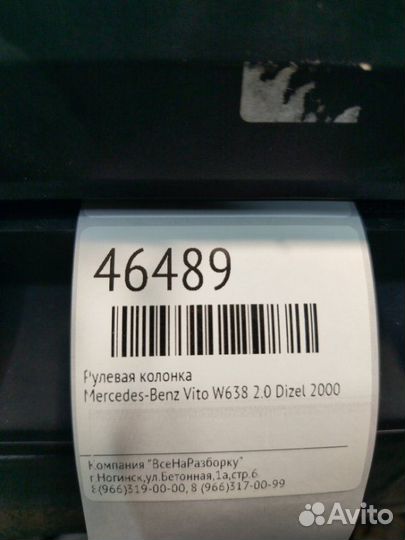 46489
Рулевая колонка
Mercedes-Benz Vito W638 2.0 Dizel 2000
Компания "ВсеНаРазборку"
г.Ногинск,ул.Бетонная,1а,стр.6
8(966)319-00-00, 8 (966)317-00-99
Avito